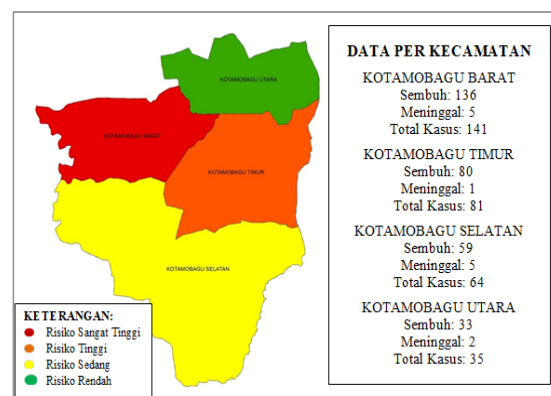 KOTAMOBAGU UTARA
KOTAMOBAGU BARAT
KOTAMOBAGU TIMUR
KOTAMOBAGU SELATAN
KETERANGAN:
Risiko Sangat Tinggi
Risiko Tinggi
Risiko Sedang
Risiko Rendah
DATA PER KECAMATAN
KOTAMOBAGU BARAT
Sembuh: 136
Meninggal: 5
Total Kasus: 141
KOTAMOBAGU TIMUR
Sembuh: 80
Meninggal: 1
Total Kasus: 81
KOTAMOBAGU SELATAN
Sembuh: 59
Meninggal: 5
Total Kasus: 64
KOTAMOBAGU UTARA
Sembuh: 33
Meninggal: 2
Total Kasus: 35